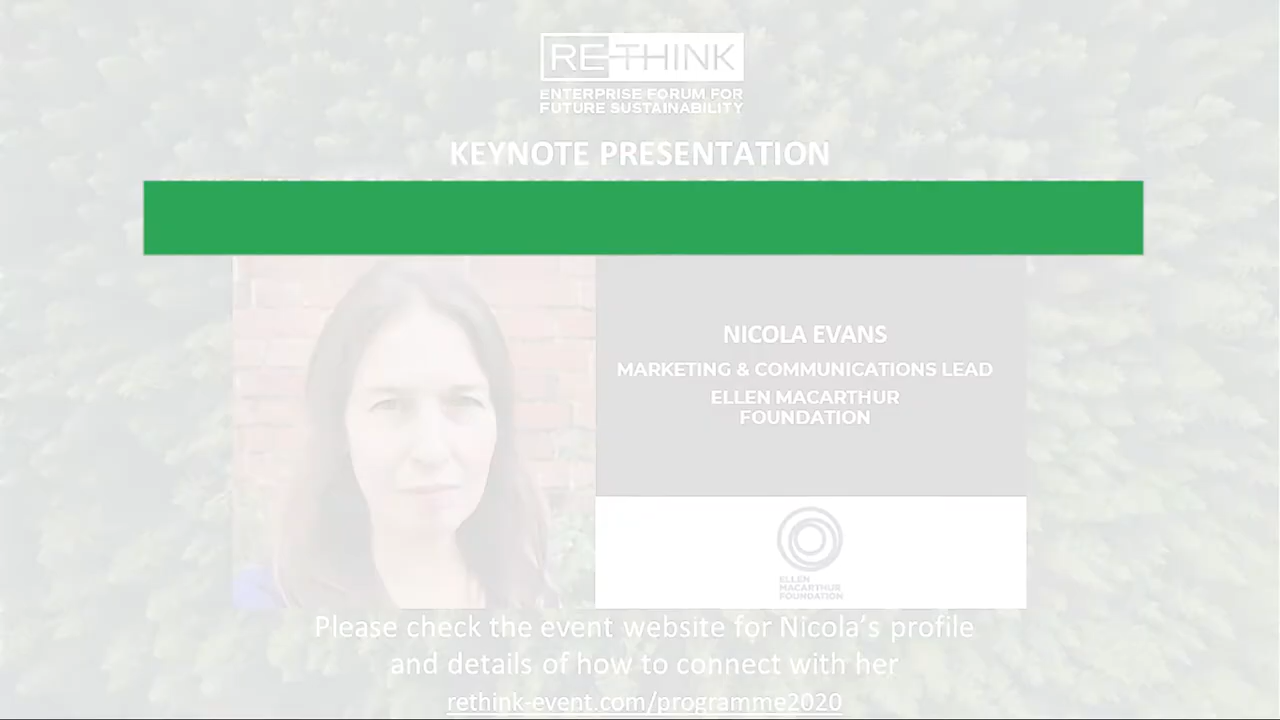 RE-THINK
ENTERPRISE FORUM FOR
FUTURE SUSTAINABILITY
KEYNOTE PRESENTATION
NICOLA EVANS
MARKETING & COMMUNICATIONS LEAD
ELLEN MACARTHUR
FOUNDATION
ELLEN
MACARTHUR
FOUNDATION
Please check the event website for Nicola's profile
and details of how to connect with her
rethink-event.com/programme2020